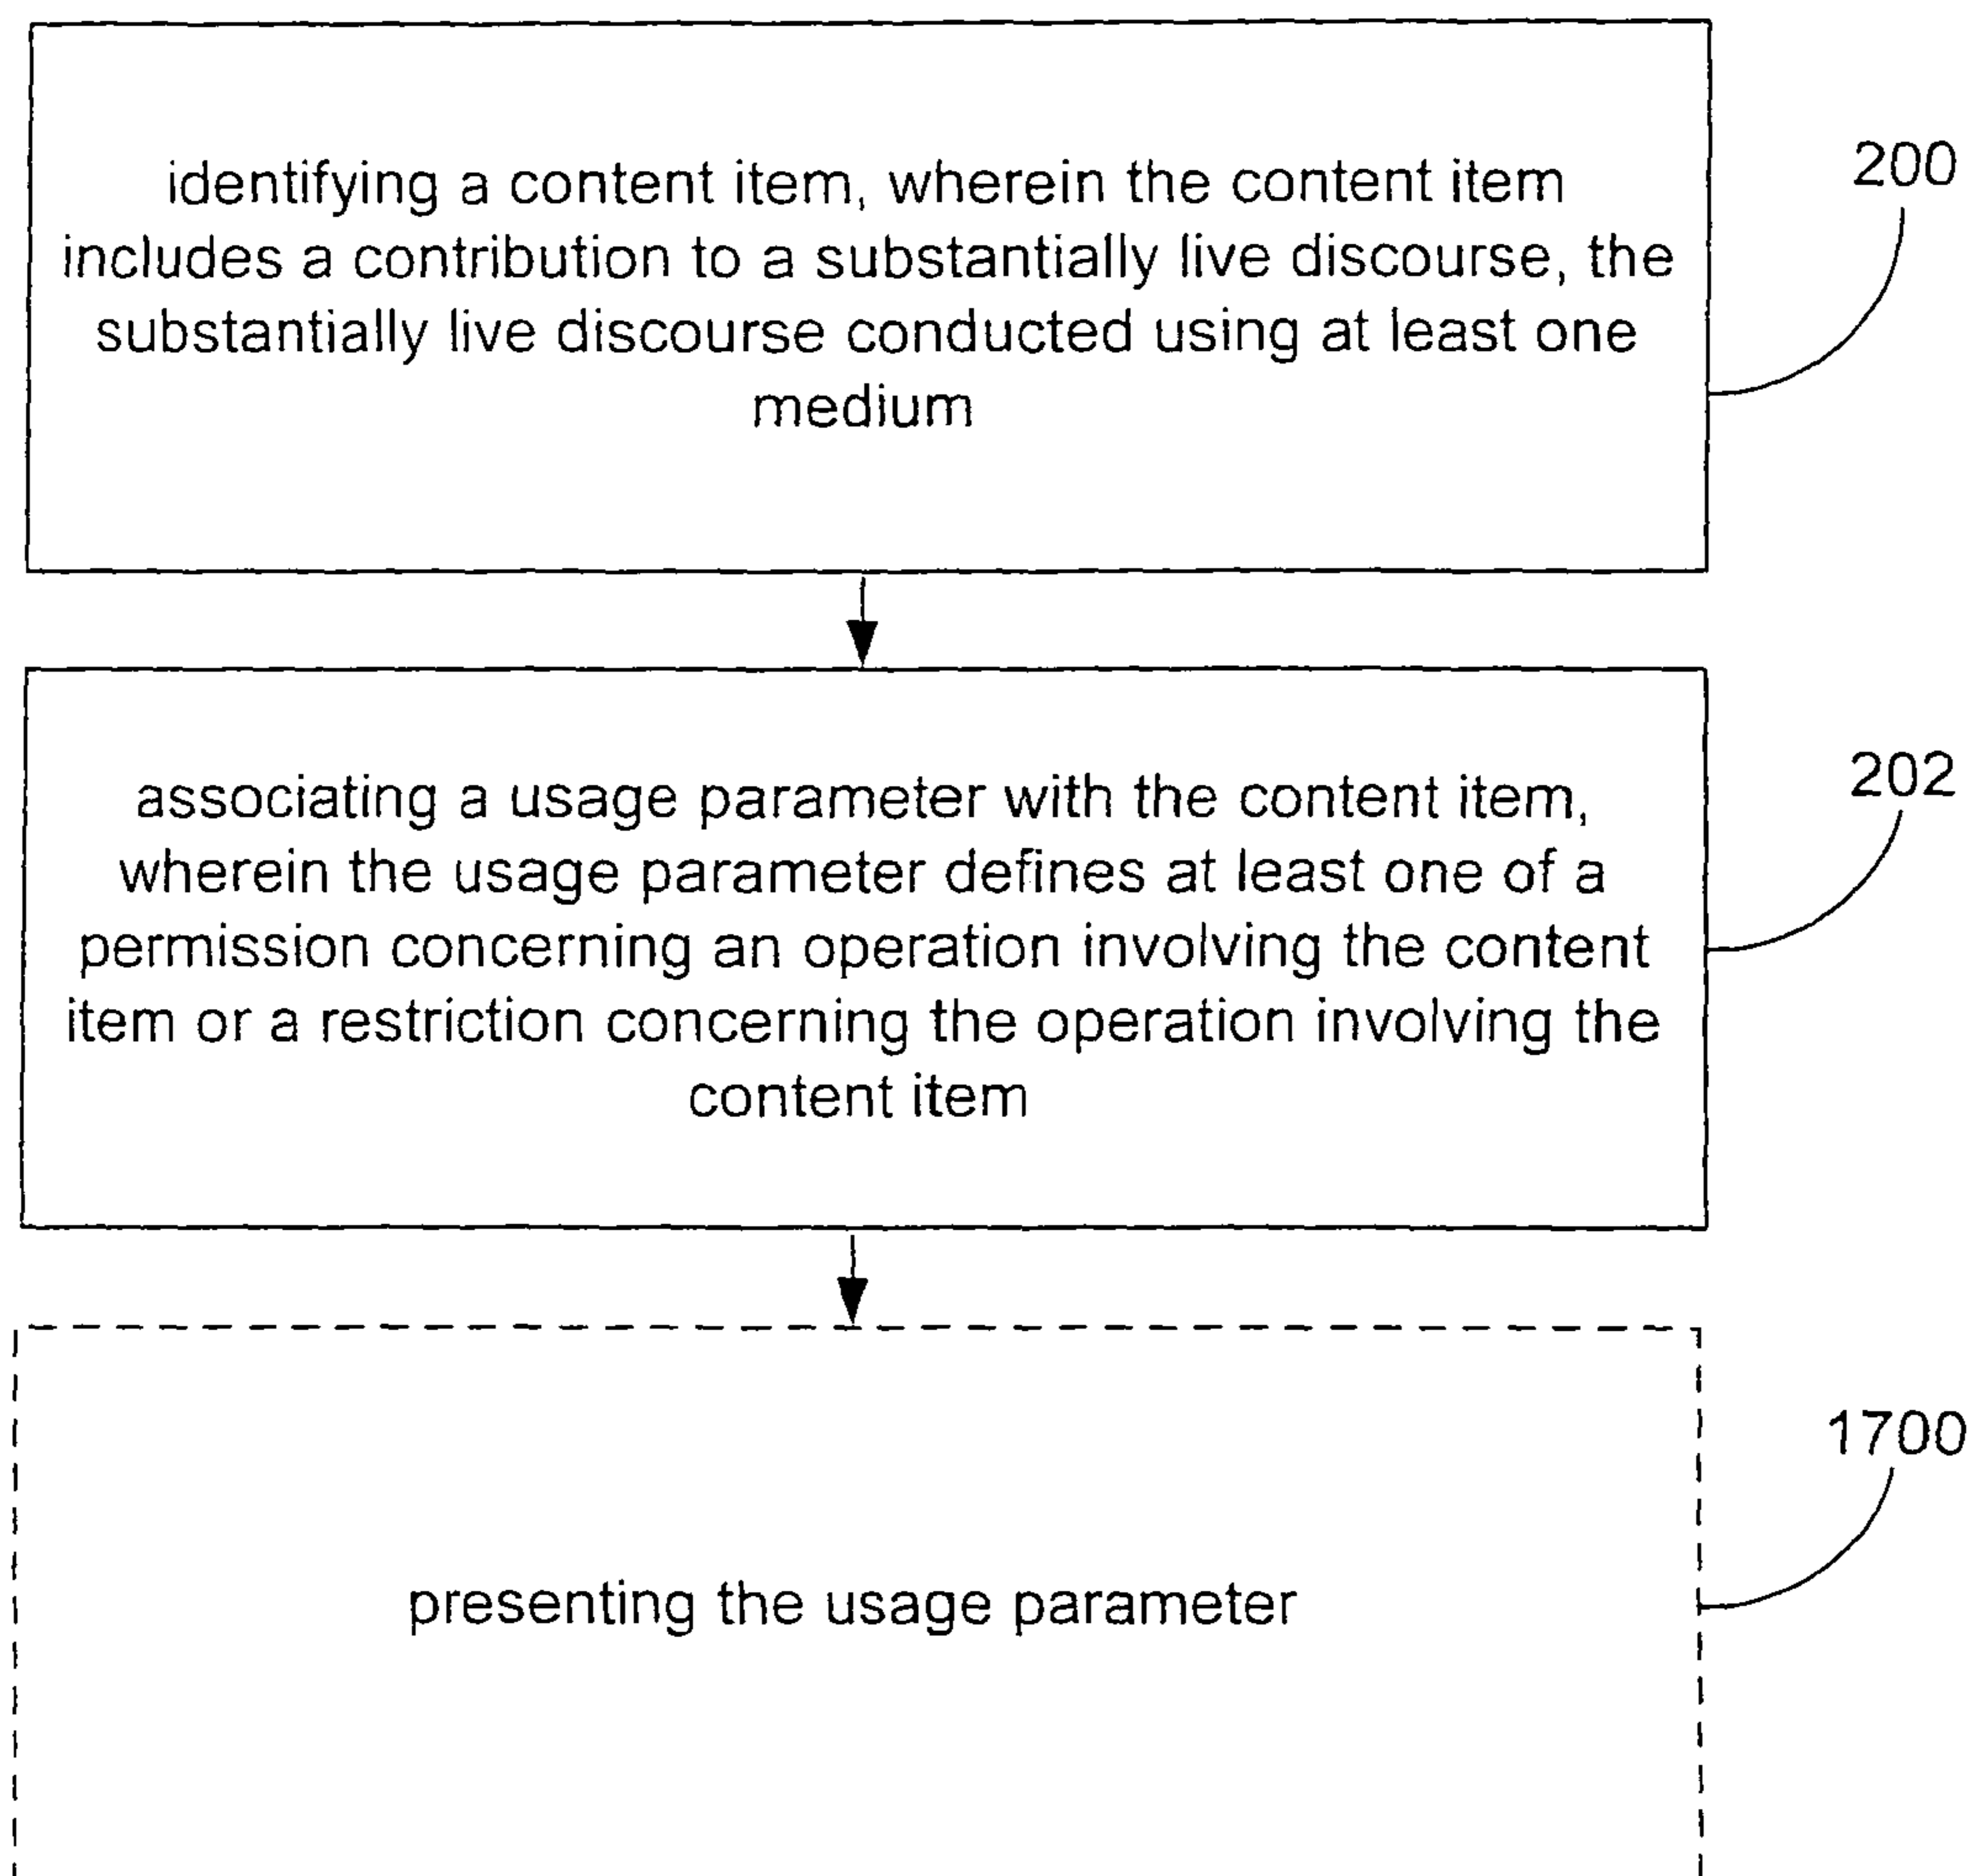 identifying a content item, wherein the content item
includes a contribution to a substantially live discourse, the
substantially live discourse conducted using at least one
medium
200
associating a usage parameter with the content item,
wherein the usage parameter defines at least one of a
permission concerning an operation involving the content
item or a restriction concerning the operation involving the
content item
202
presenting the usage parameter
1700